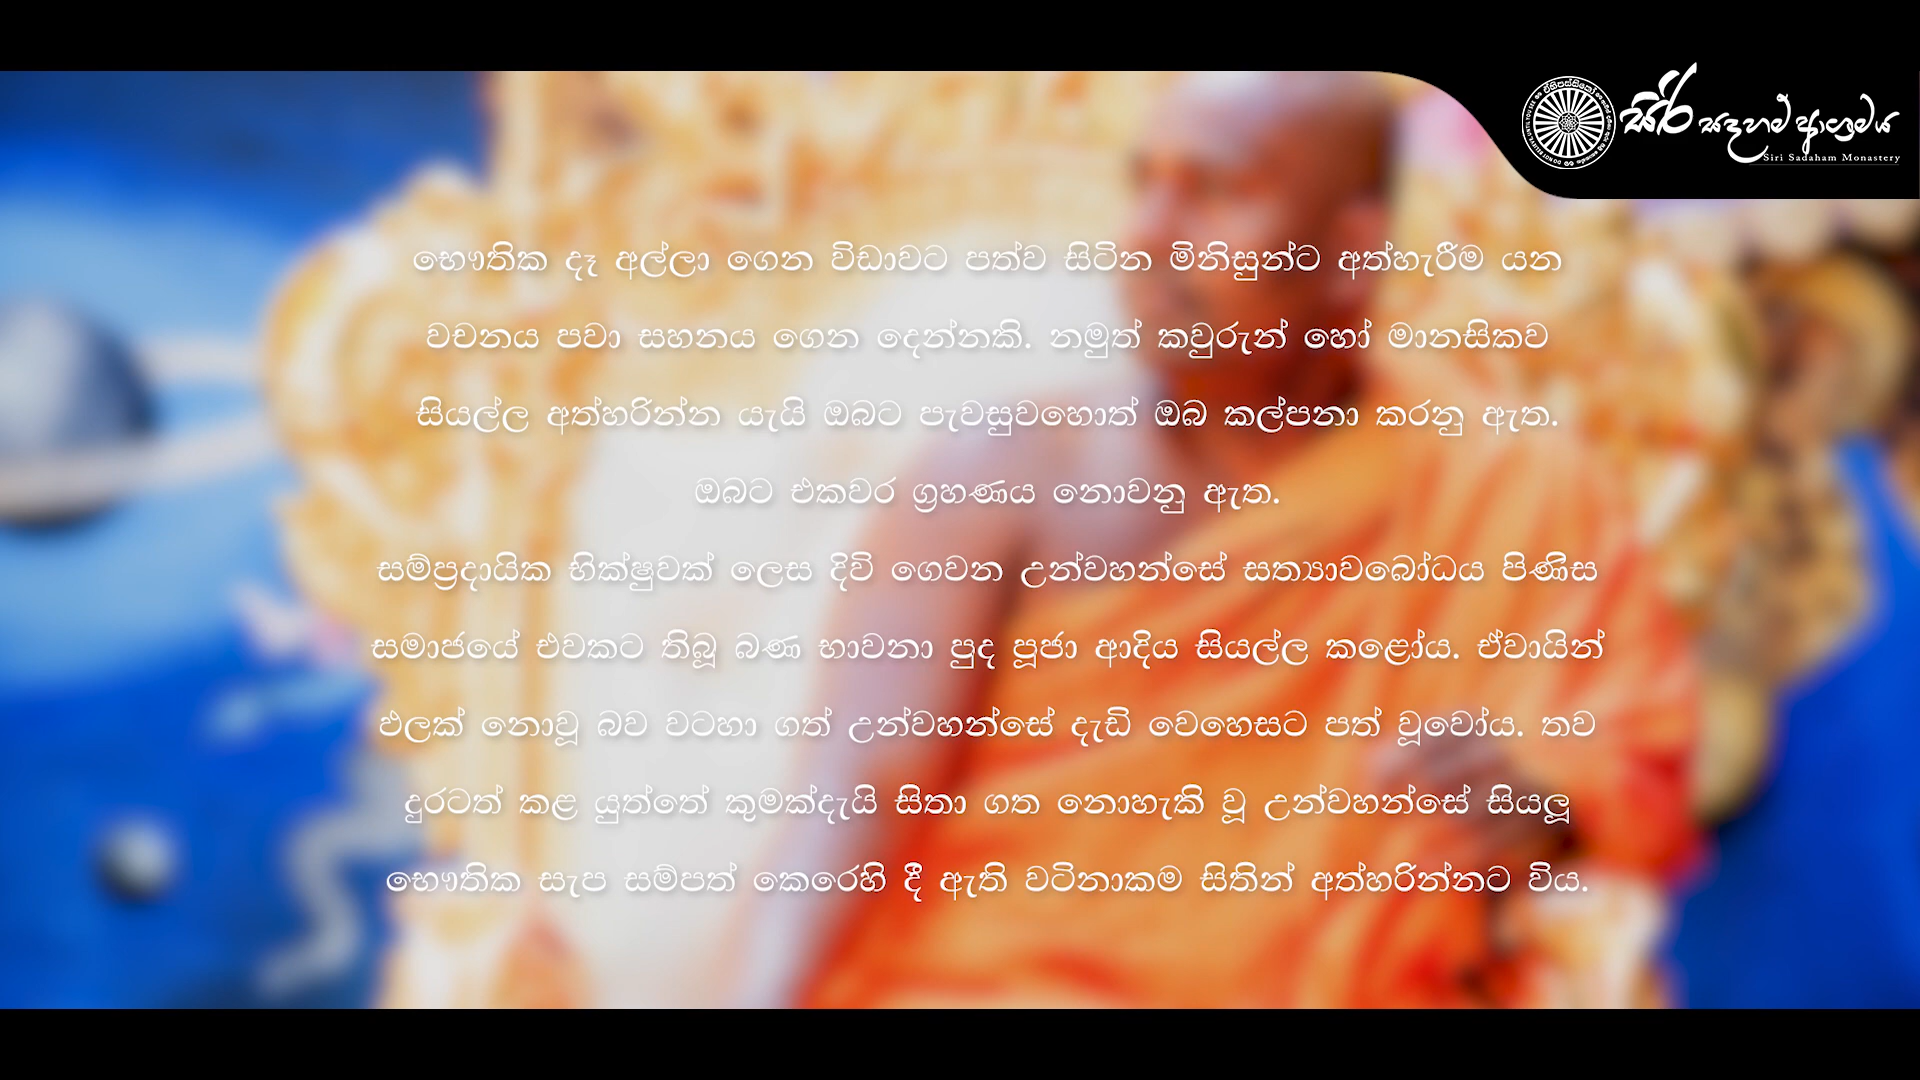 සිරි සදහම් ආශ්‍රමය
Siri Sadaham Monastery
භෞතික දෑ අල්ලා ගෙන විඩාවට පත්ව සිටින මිනිසුන්ට අත්හැරීම යන
වචනය පවා සහනය ගෙන දෙන්නකි. නමුත් කවුරුන් හෝ මානසිකව
සියල්ල අත්හරින්න යැයි ඔබට පැවසුවහොත් ඔබ කල්පනා කරනු ඇත.
ඔබට එකවර ග්‍රහණය නොවනු ඇත.
සම්ප්‍රදායික භික්ෂුවක් ලෙස දිවි ගෙවන උන්වහන්සේ සත්‍යාවබෝධය පිණිස
සමාජයේ එවකට තිබූ බණ භාවනා පුද පූජා ආදිය සියල්ල කළෝය. ඒවායින්
ඵලක් නොවූ බව වටහා ගත් උන්වහන්සේ දැඩි වෙහෙසට පත් වූවෝය. තව
දුරටත් කළ යුත්තේ කුමක්දැයි සිතා ගත නොහැකි වූ උන්වහන්සේ සියලූ
භෞතික සැප සම්පත් කෙරෙහි දී ඇති වටිනාකම සිතින් අත්හරින්නට විය.